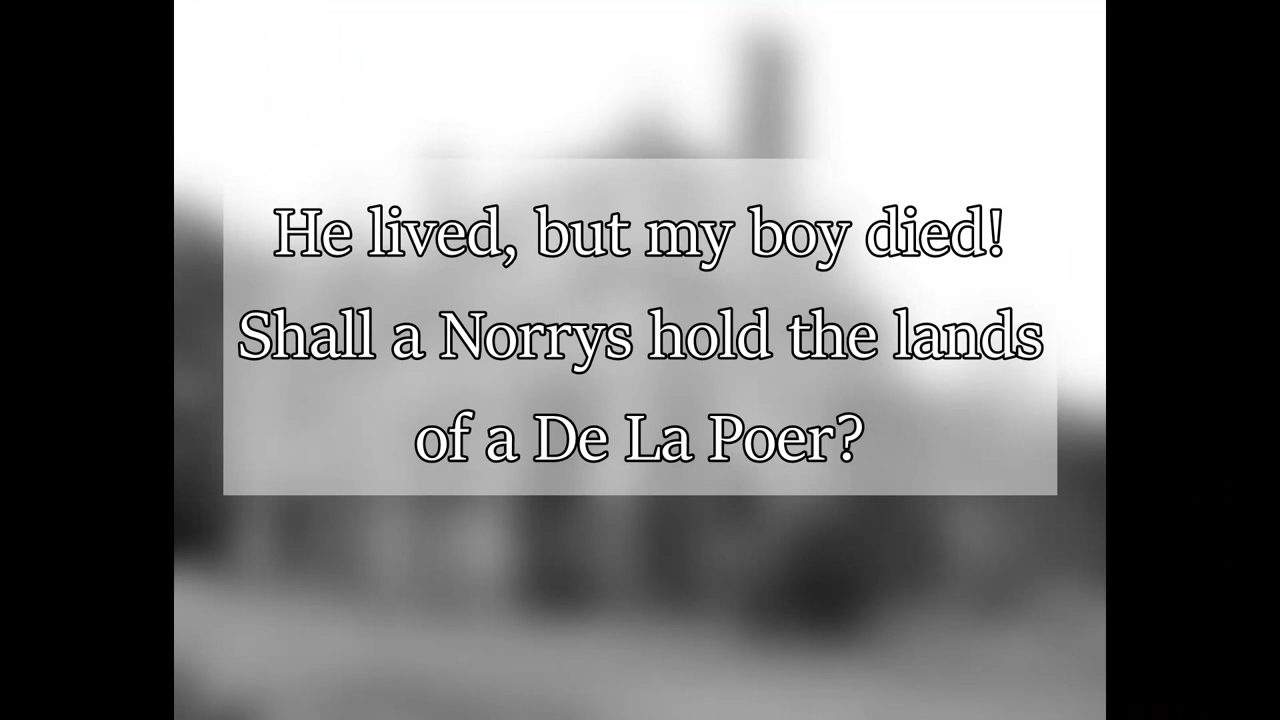 He lived, but my boy died!
Shall a Norrys hold the lands
of a De La Poer?